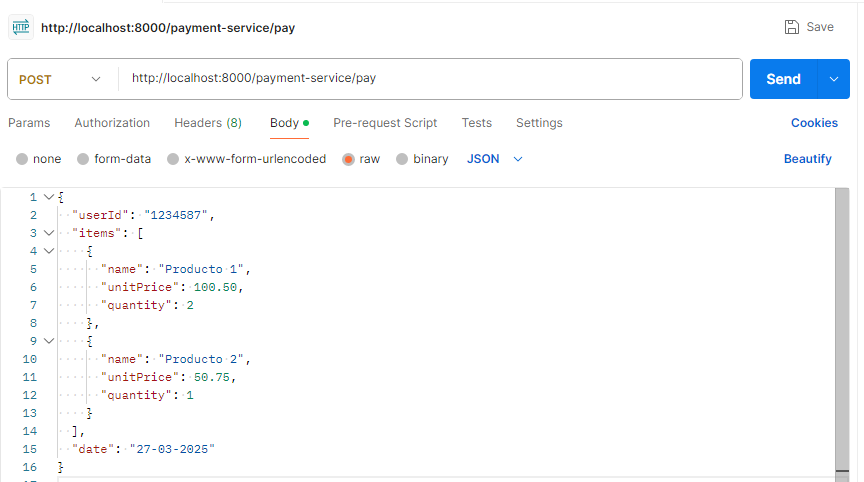 HTTP http://localhost:8000/payment-service/pay Save
POST http://localhost:8000/payment-service/pay Send
Params Authorization Headers (8) Body Pre-request Script Tests Settings Cookies
none form-data x-www-form-urlencoded raw binary JSON Beautify
1 {
2 "userId": "1234587",
3 "items": [
4 {
5 "name": "Producto 1",
6 "unitPrice": 100.50,
7 "quantity": 2
8 },
9 {
10 "name": "Producto 2",
11 "unitPrice": 50.75,
12 "quantity": 1
13 }
14 ],
15 "date": "27-03-2025"
16 }